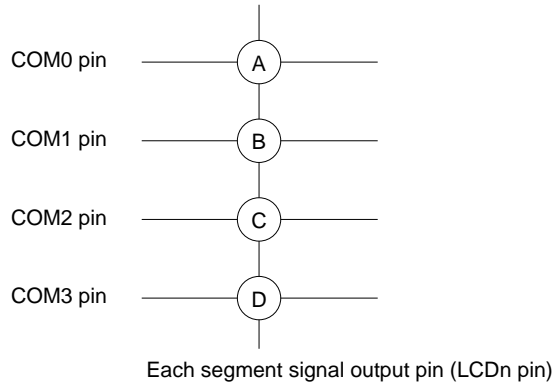 COM0 pin
A
COM1 pin
B
COM2 pin
C
COM3 pin
D
Each segment signal output pin (LCDn pin)